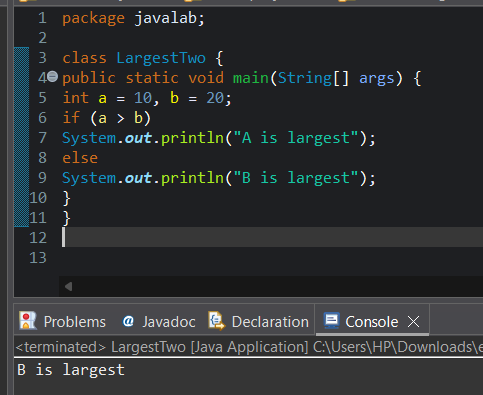 1 package javalab;
2
3 class LargestTwo {
4 public static void main(String[] args) {
5 int a = 10, b = 20;
6 if (a > b)
7 System.out.println("A is largest");
8 else
9 System.out.println("B is largest");
10 }
11 }
12
13
Problems @ Javadoc Declaration Console
<terminated> LargestTwo [Java Application] C:\Users\HP\Downloads\e
B is largest